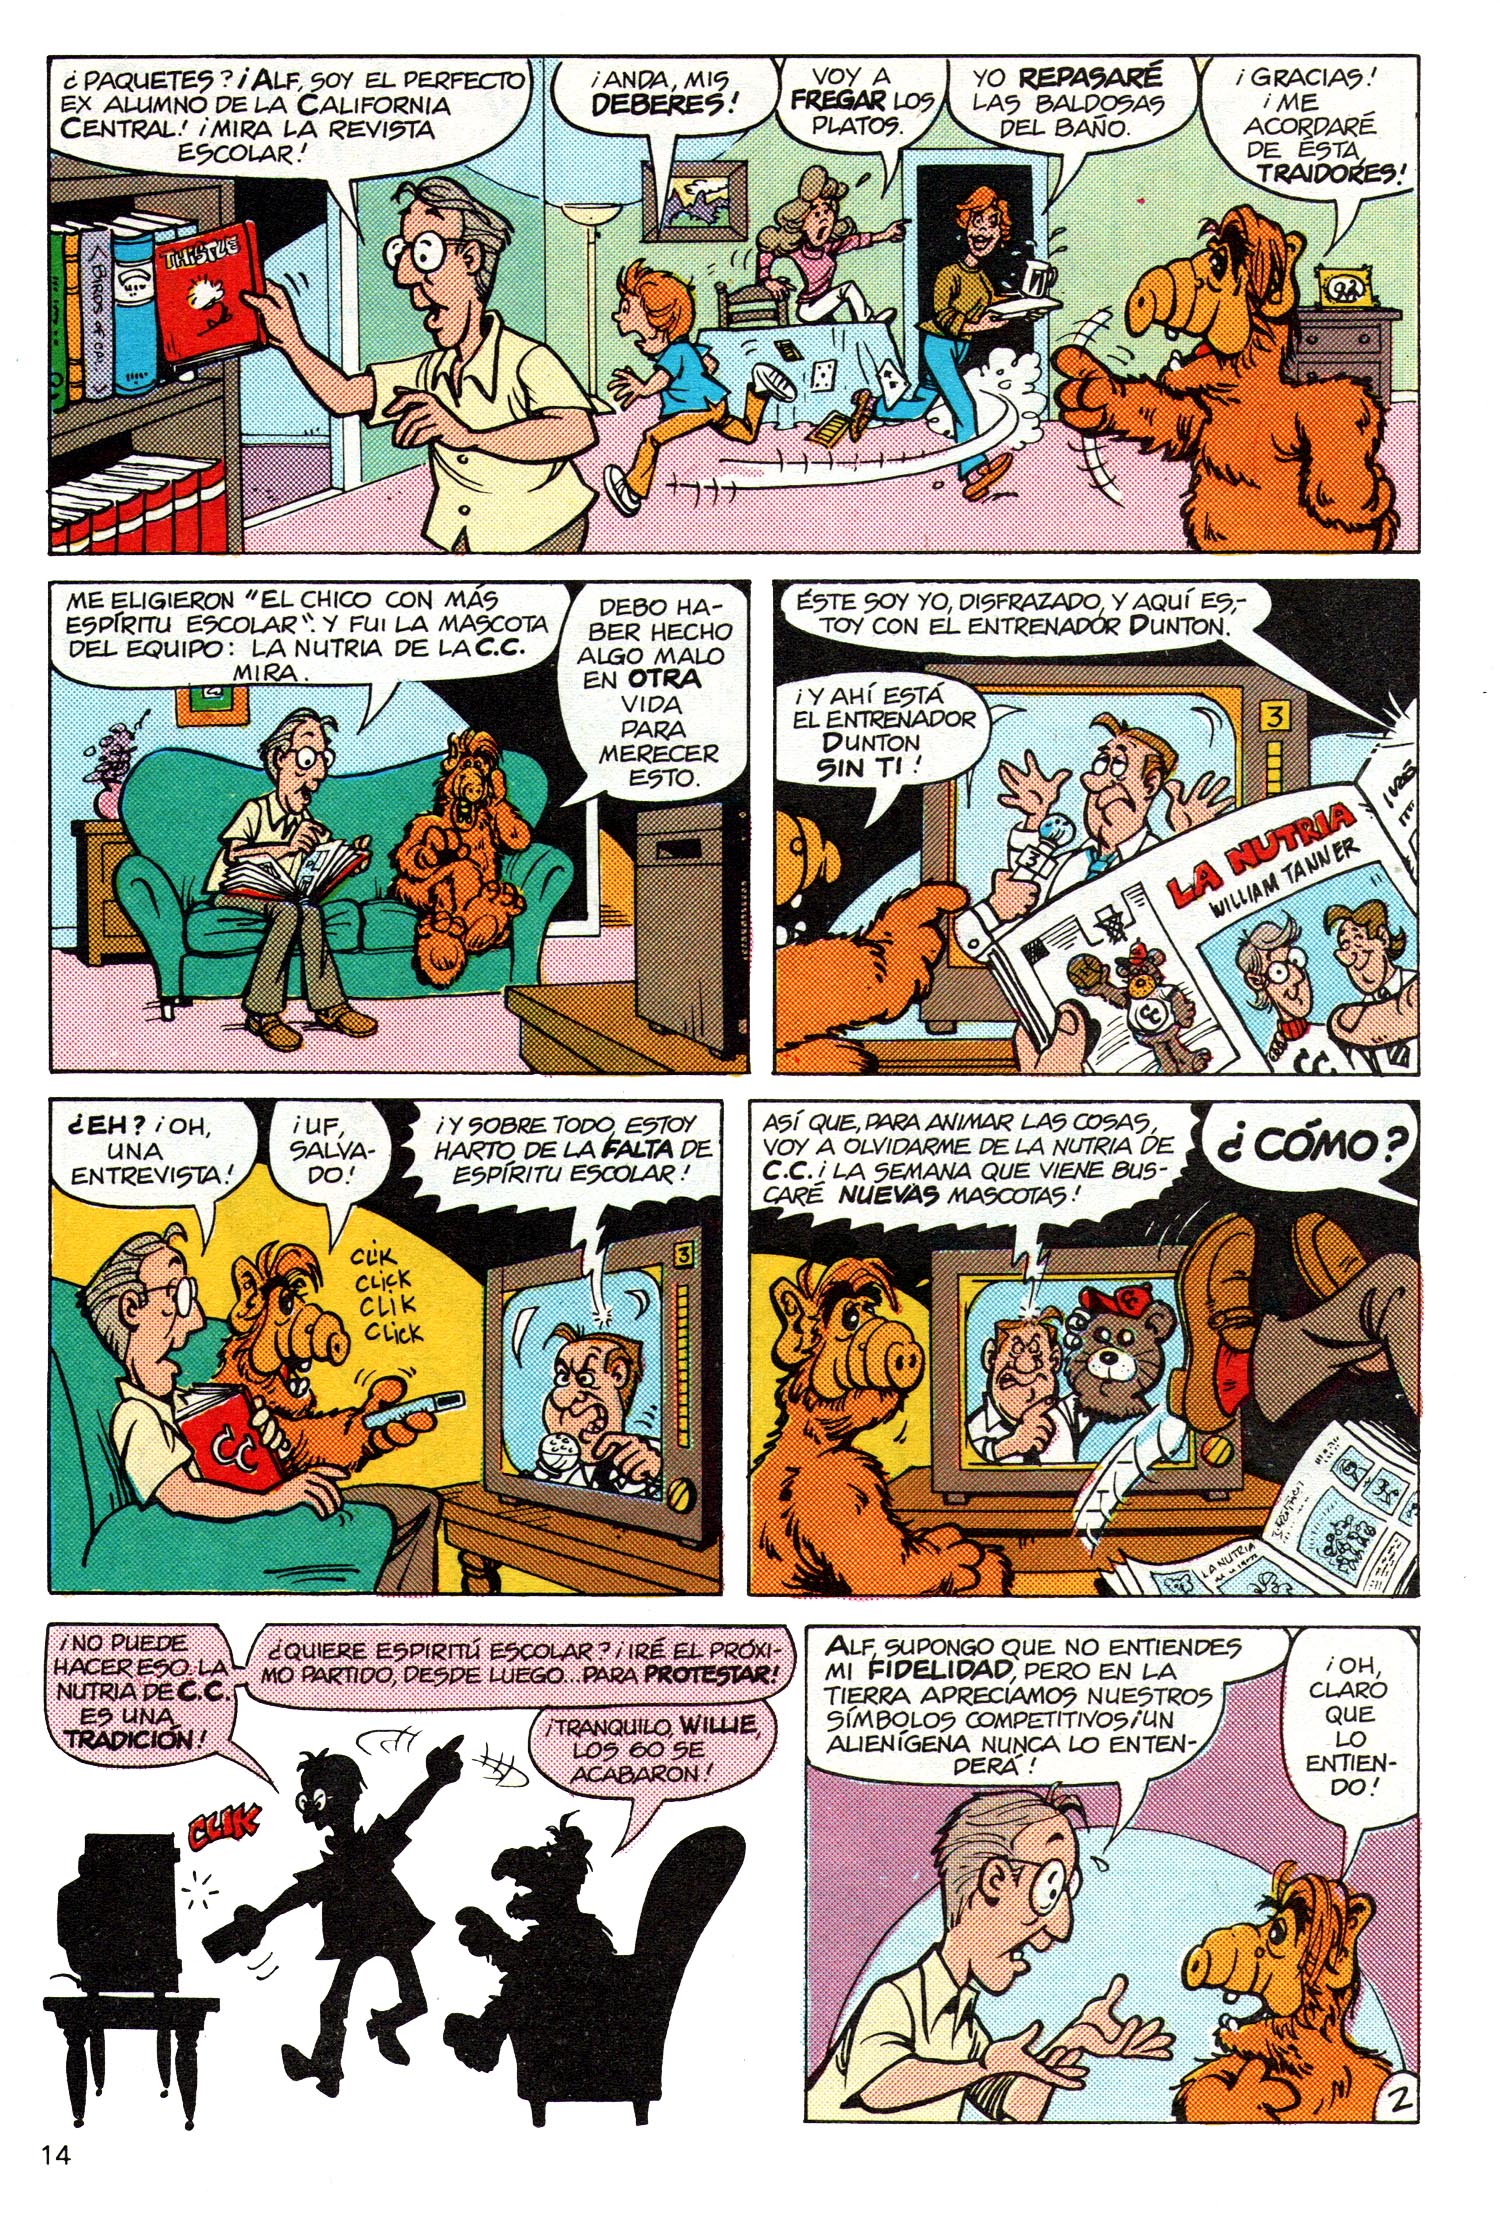 ¿PAQUETES? ¡ALF, SOY EL PERFECTO
EX ALUMNO DE LA CALIFORNIA
CENTRAL! ¡MIRA LA REVISTA
ESCOLAR!
¡ANDA, MIS
DEBERES!
VOY A
FREGAR LOS
PLATOS.
YO REPASARÉ
LAS BALDOSAS
DEL BAÑO.
¡GRACIAS!
¡ME
ACORDARÉ
DE ÉSTA,
TRAIDORES!
THISTLE
BIRDS OF
ME ELIGIERON "EL CHICO CON MÁS
ESPÍRITU ESCOLAR". Y FUI LA MASCOTA
DEL EQUIPO: LA NUTRIA DE LA C.C.
MIRA.
DEBO HA-
BER HECHO
ALGO MALO
EN OTRA
VIDA
PARA
MERECER
ESTO.
ÉSTE SOY YO, DISFRAZADO, Y AQUÍ ES-
TOY CON EL ENTRENADOR DUNTON.
¡Y AHÍ ESTÁ
EL ENTRENADOR
DUNTON
SIN TI!
3
3
LA NUTRIA
WILLIAM TANNER
CC
CC
¿EH? ¡OH,
UNA
ENTREVISTA!
¡UF,
SALVA-
DO!
¡Y SOBRE TODO, ESTOY
HARTO DE LA FALTA DE
ESPÍRITU ESCOLAR!
CLIK
CLICK
CLIK
CLICK
3
CC
ASÍ QUE, PARA ANIMAR LAS COSAS,
VOY A OLVIDARME DE LA NUTRIA DE
C.C. ¡LA SEMANA QUE VIENE BUS-
CARÉ NUEVAS MASCOTAS!
¿CÓMO?
LA NUTRIA
¡NO PUEDE
HACER ESO. LA
NUTRIA DE C.C.
ES UNA
TRADICIÓN!
¿QUIERE ESPIRITÚ ESCOLAR? ¡IRÉ EL PRÓXI-
MO PARTIDO, DESDE LUEGO... PARA PROTESTAR!
¡TRANQUILO, WILLIE,
LOS 60 SE
ACABARON!
CLIK
ALF, SUPONGO QUE NO ENTIENDES
MI FIDELIDAD, PERO EN LA
TIERRA APRECIAMOS NUESTROS
SÍMBOLOS COMPETITIVOS ¡UN
ALIENÍGENA NUNCA LO ENTEN-
DERÁ!
¡OH,
CLARO
QUE
LO
ENTIEN-
DO!
2
14